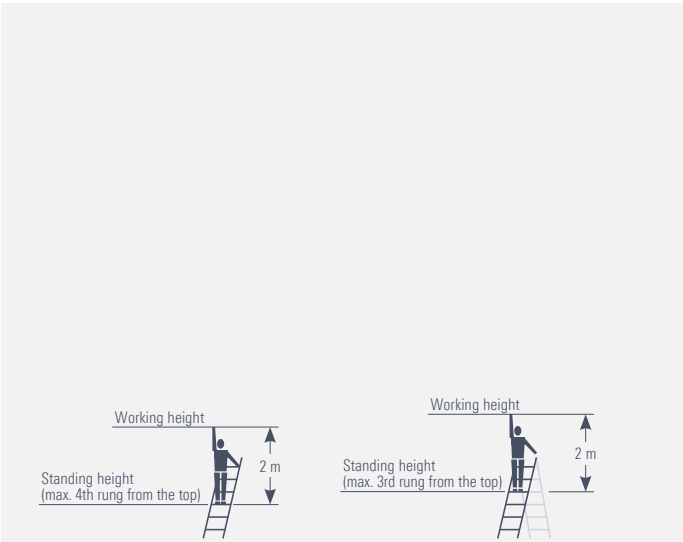 Working height
2 m
Standing height
(max. 4th rung from the top)
Working height
2 m
Standing height
(max. 3rd rung from the top)